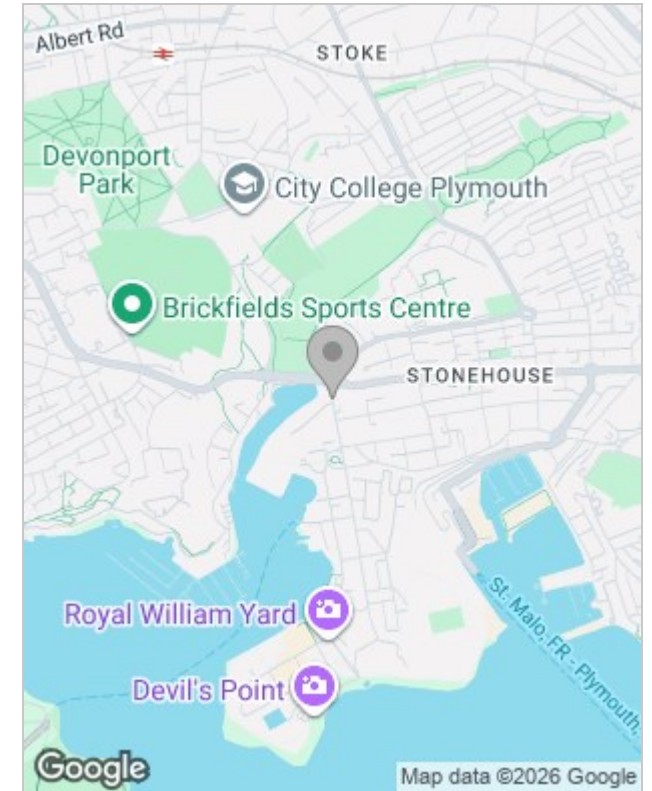 Albert Rd
STOKE
Devonport
Park
City College Plymouth
Brickfields Sports Centre
STONEHOUSE
Royal William Yard
St. Malo, FR - Plymouth,
Devil's Point
Google
Map data ©2026 Google